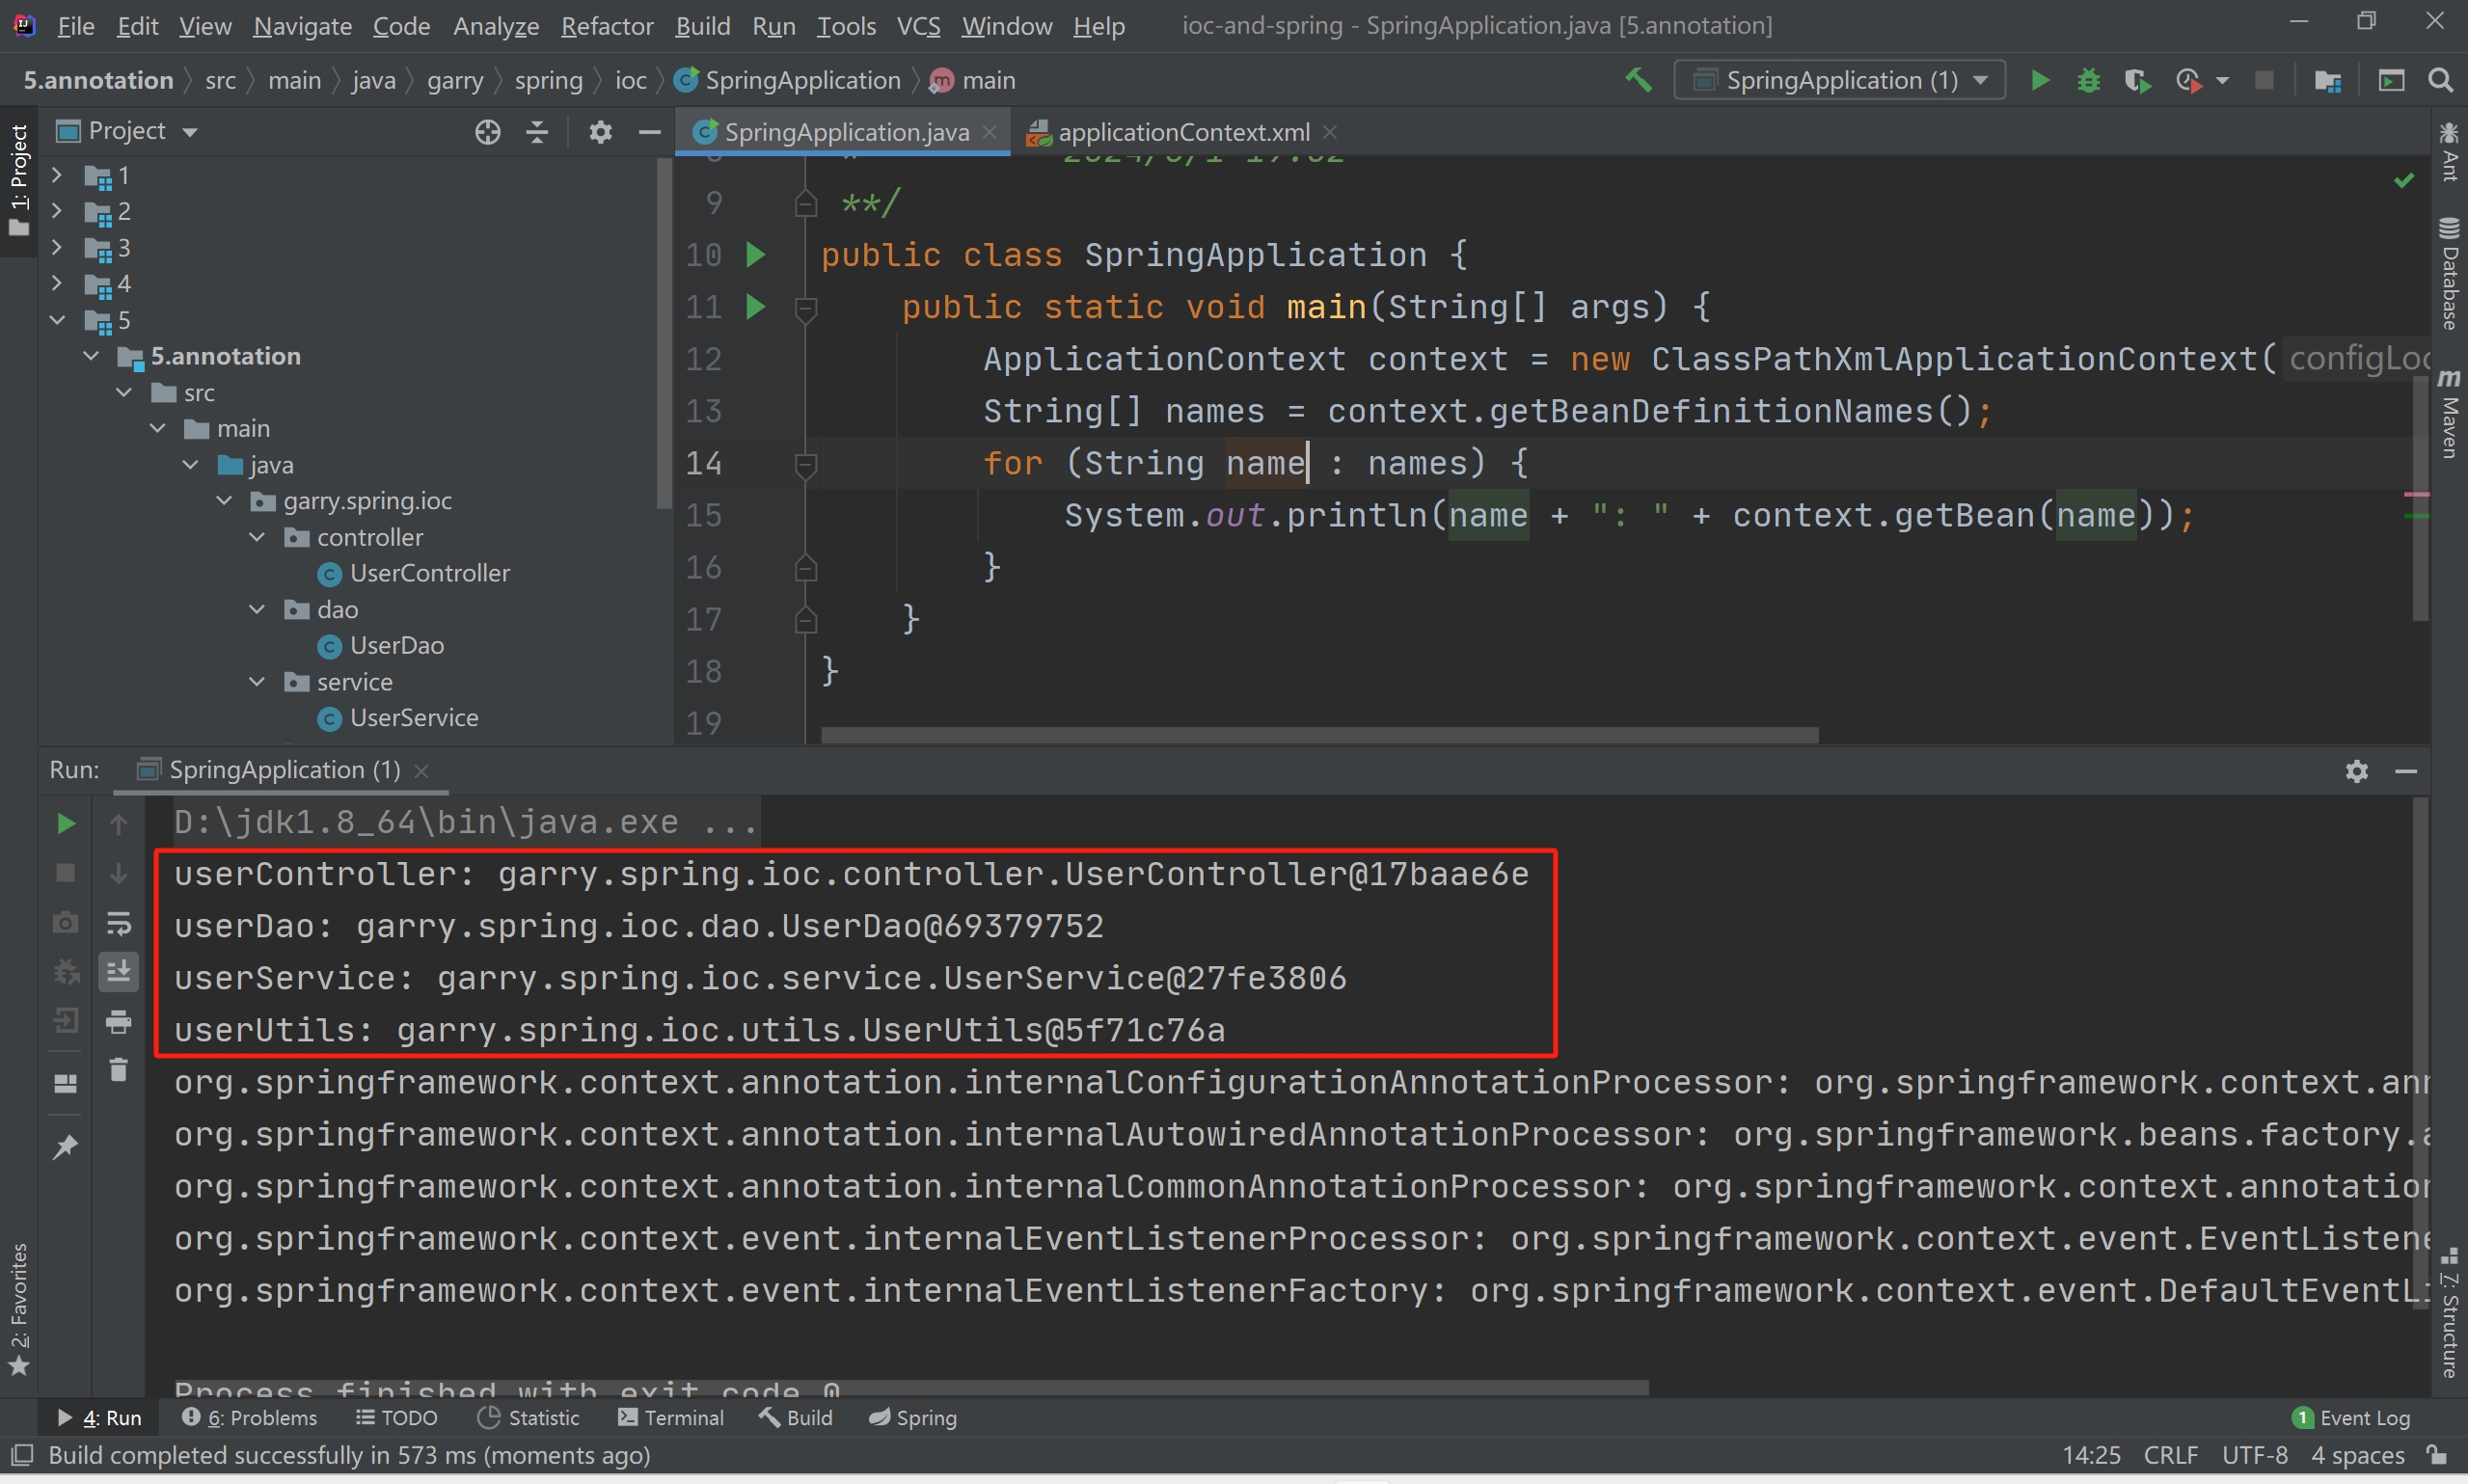 File Edit View Navigate Code Analyze Refactor Build Run Tools VCS Window Help ioc-and-spring - SpringApplication.java [5.annotation]
5.annotation src main java garry spring ioc SpringApplication main SpringApplication (1)
1: Project
Project
1
2
3
4
5
5.annotation
src
main
java
garry.spring.ioc
controller
UserController
dao
UserDao
service
UserService
SpringApplication.java applicationContext.xml
9 **/
10 public class SpringApplication {
11 public static void main(String[] args) {
12 ApplicationContext context = new ClassPathXmlApplicationContext(
13 String[] names = context.getBeanDefinitionNames();
14 for (String name : names) {
15 System.out.println(name + ": " + context.getBean(name));
16 }
17 }
18 }
19
Ant
Database
Maven
Run: SpringApplication (1)
D:\jdk1.8_64\bin\java.exe ...
userController: garry.spring.ioc.controller.UserController@17baae6e
userDao: garry.spring.ioc.dao.UserDao@69379752
userService: garry.spring.ioc.service.UserService@27fe3806
userUtils: garry.spring.ioc.utils.UserUtils@5f71c76a
org.springframework.context.annotation.internalConfigurationAnnotationProcessor: org.springframework.context.ann
org.springframework.context.annotation.internalAutowiredAnnotationProcessor: org.springframework.beans.factory.a
org.springframework.context.annotation.internalCommonAnnotationProcessor: org.springframework.context.annotation
org.springframework.context.event.internalEventListenerProcessor: org.springframework.context.event.EventListene
org.springframework.context.event.internalEventListenerFactory: org.springframework.context.event.DefaultEventLi
Process finished with exit code 0
2: Favorites
7: Structure
4: Run 6: Problems TODO Statistic Terminal Build Spring 1 Event Log
Build completed successfully in 573 ms (moments ago) 14:25 CRLF UTF-8 4 spaces